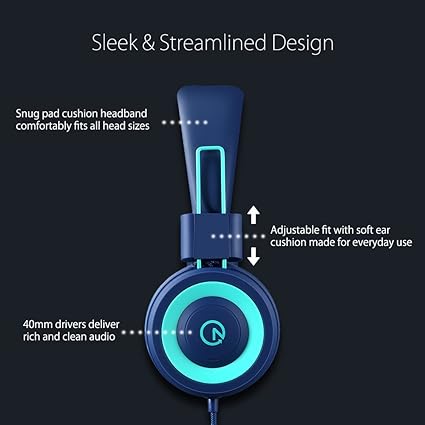 Sleek & Streamlined Design
Snug pad cushion headband
comfortably fits all head sizes
Adjustable fit with soft ear
cushion made for everyday use
40mm drivers deliver
rich and clean audio